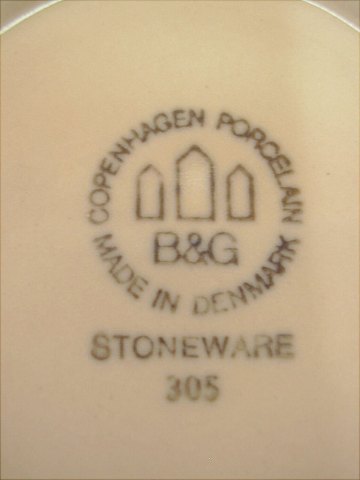 COPENHAGEN PORCELAIN
B&G
MADE IN DENMARK
STONEWARE
305